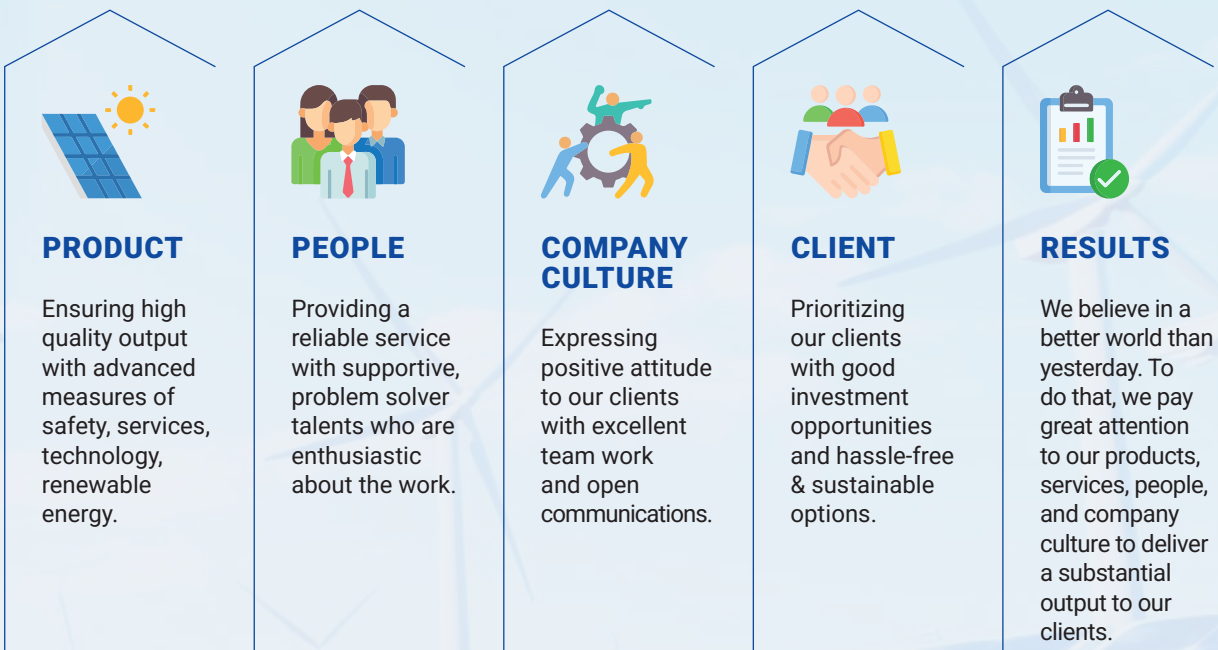 PRODUCT
Ensuring high
quality output
with advanced
measures of
safety, services,
technology,
renewable
energy.
PEOPLE
Providing a
reliable service
with supportive,
problem solver
talents who are
enthusiastic
about the work.
COMPANY
CULTURE
Expressing
positive attitude
to our clients
with excellent
team work
and open
communications.
CLIENT
Prioritizing
our clients
with good
investment
opportunities
and hassle-free
& sustainable
options.
RESULTS
We believe in a
better world than
yesterday. To
do that, we pay
great attention
to our products,
services, people,
and company
culture to deliver
a substantial
output to our
clients.